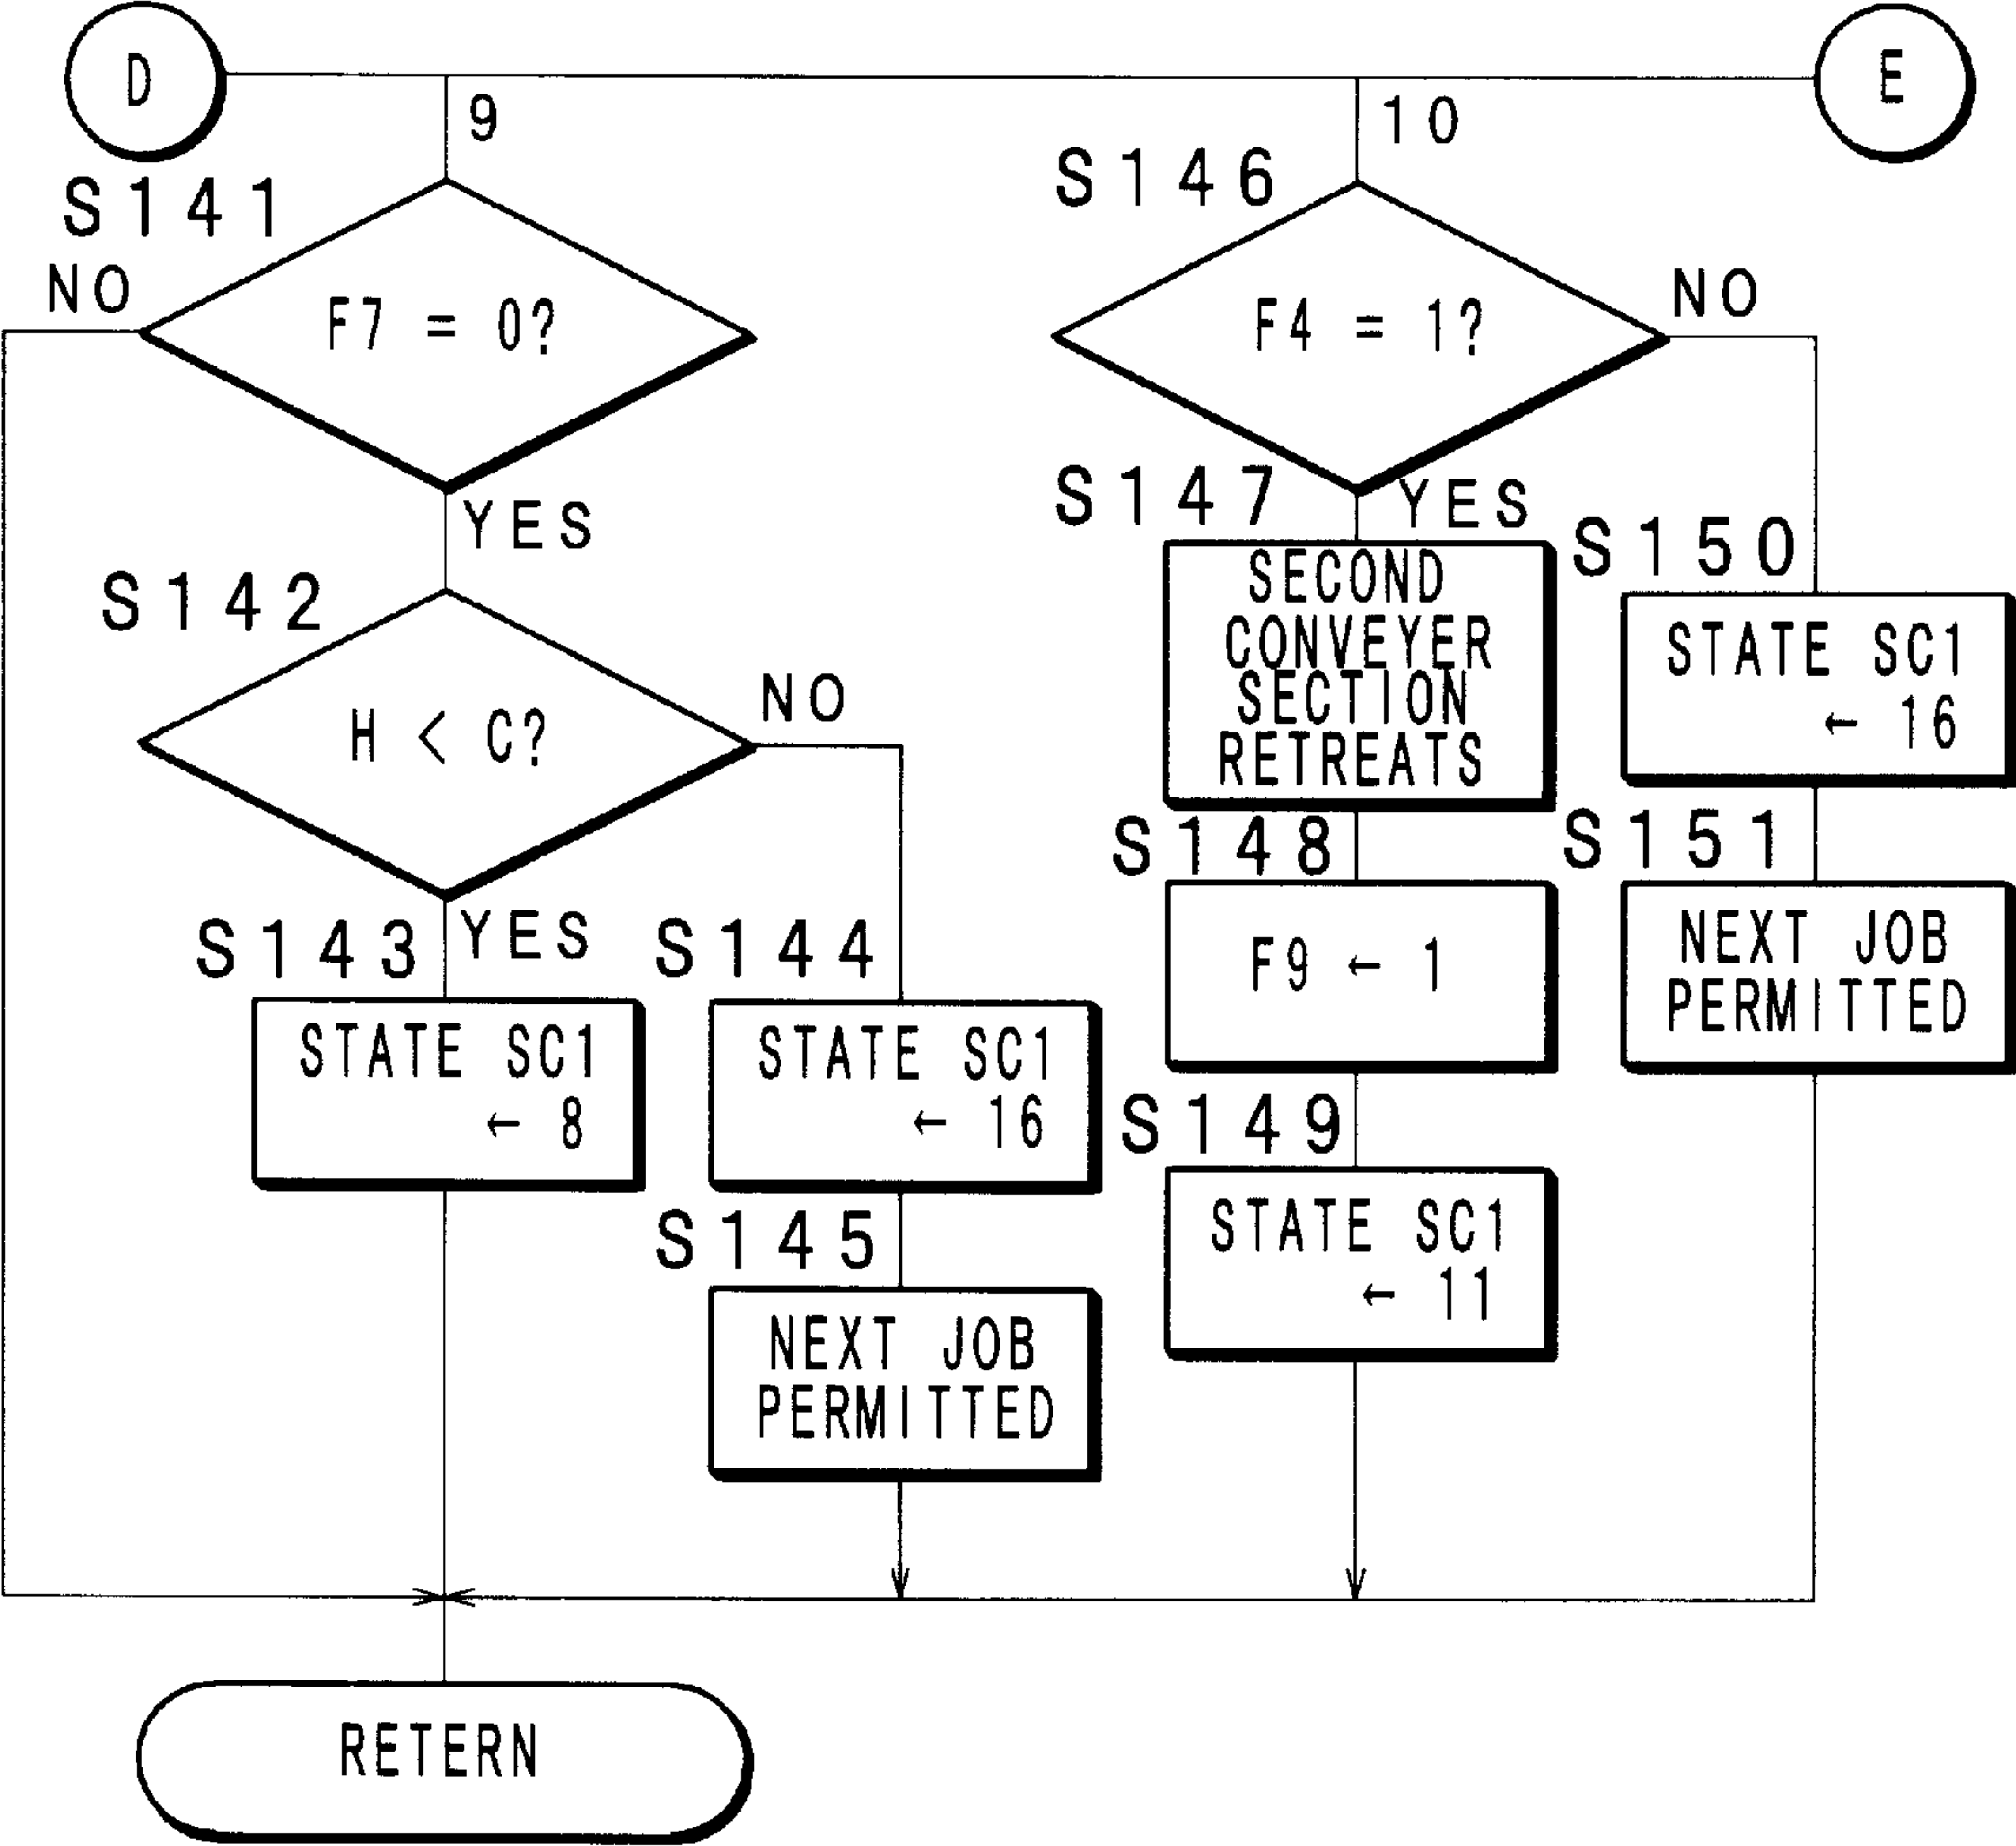 D
E
9
10
S141
NO
F7 = 0?
YES
S142
H < C?
NO
YES
S143
STATE SC1
← 8
S144
STATE SC1
← 16
S145
NEXT JOB
PERMITTED
S146
F4 = 1?
NO
YES
S147
SECOND
CONVEYER
SECTION
RETREATS
S148
F9 ← 1
S149
STATE SC1
← 11
S150
STATE SC1
← 16
S151
NEXT JOB
PERMITTED
RETERN